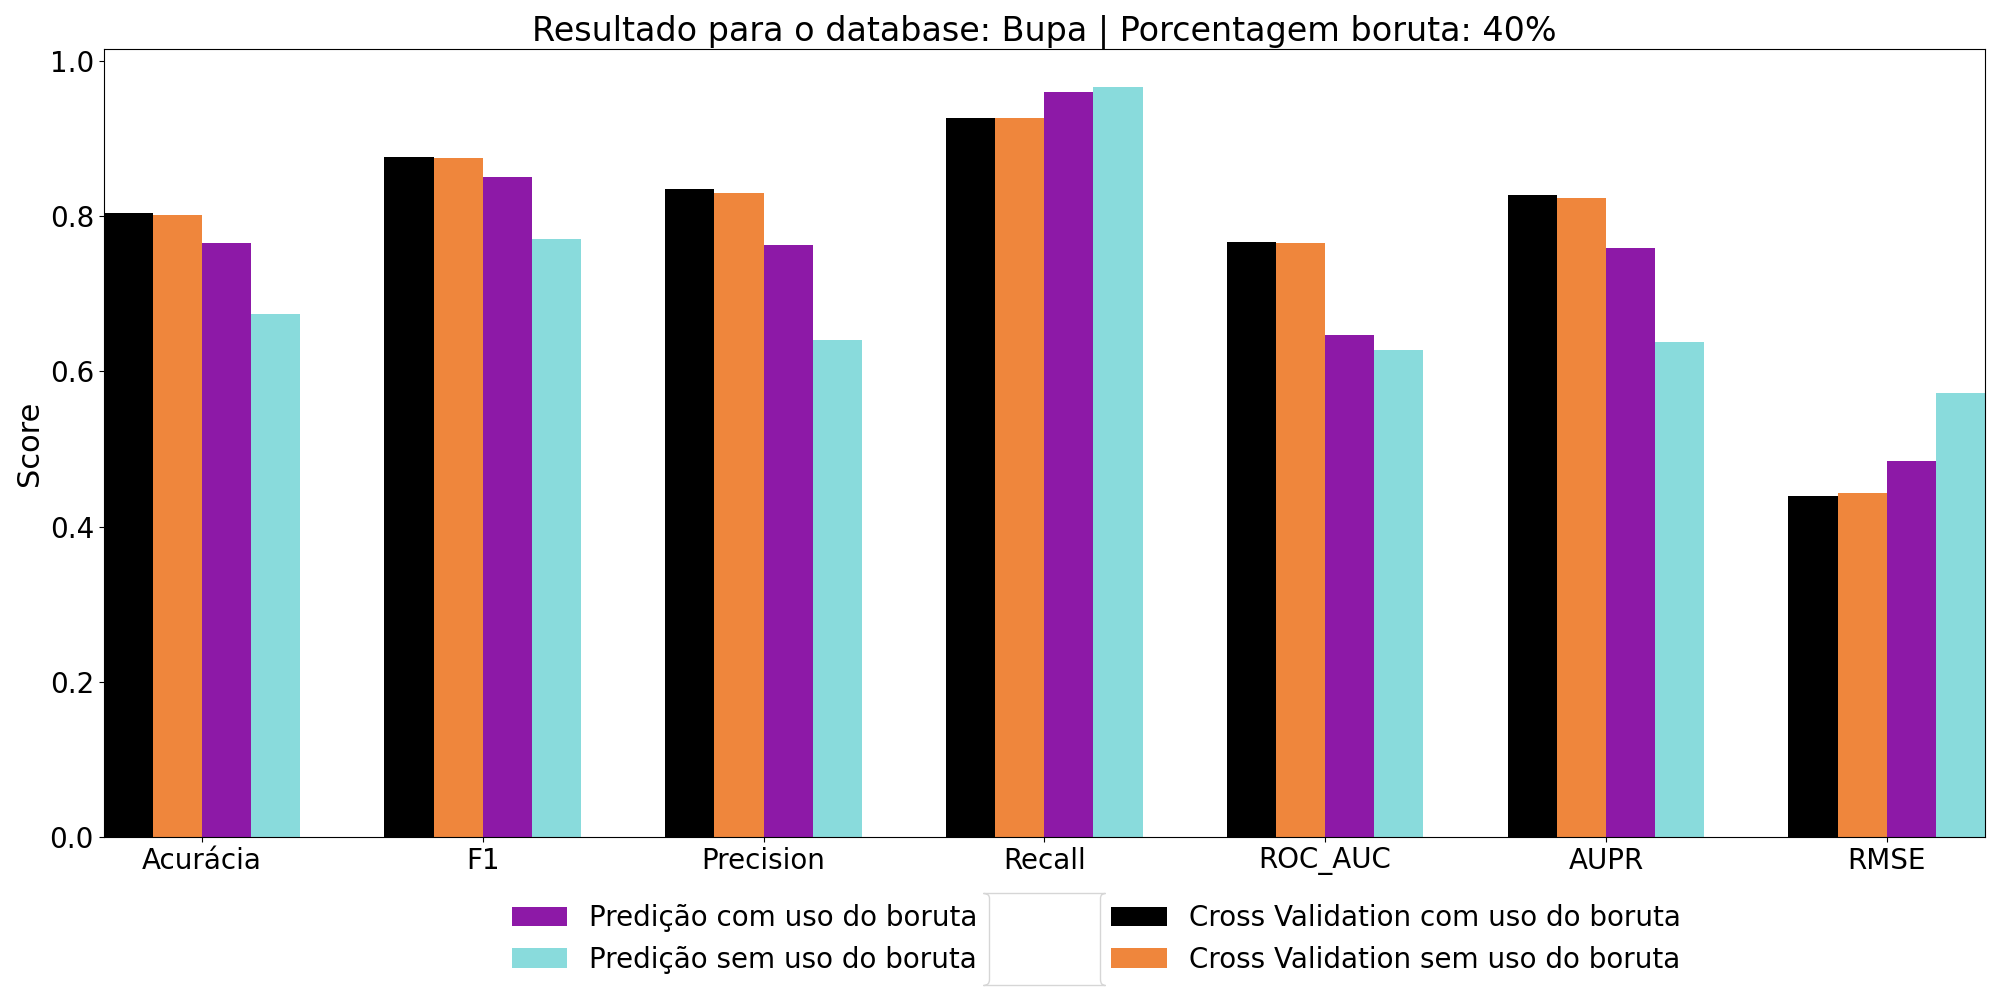 Resultado para o database: Bupa | Porcentagem boruta: 40%
1.0
0.8
0.6
0.4
0.2
0.0
Score
Acurácia F1 Precision Recall ROC_AUC AUPR RMSE
Predição com uso do boruta Cross Validation com uso do boruta
Predição sem uso do boruta Cross Validation sem uso do boruta